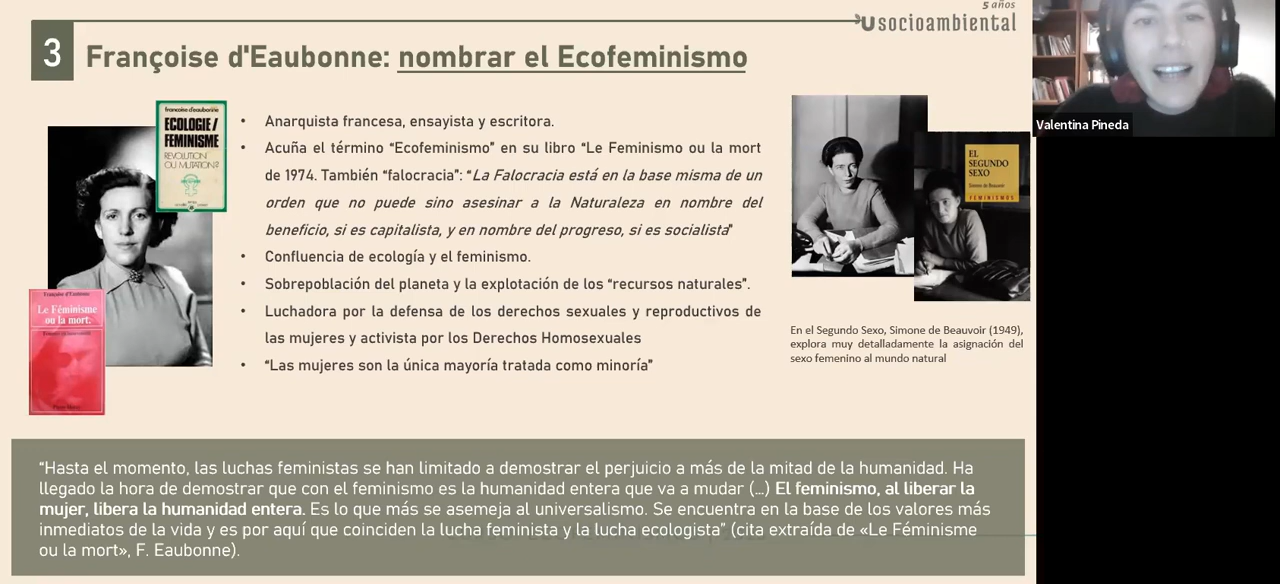 5 años
Usocioambiental
3
Françoise d'Eaubonne: nombrar el Ecofeminismo
françoise d'eaubonne
ECOLOGIE/
FEMINISME
REVOLUTION
OU MUTATION?
• Anarquista francesa, ensayista y escritora.
• Acuña el término “Ecofeminismo” en su libro “Le Feminismo ou la mort
de 1974. También “falocracia”: “La Falocracia está en la base misma de un
orden que no puede sino asesinar a la Naturaleza en nombre del
beneficio, si es capitalista, y en nombre del progreso, si es socialista”
• Confluencia de ecología y el feminismo.
• Sobrepoblación del planeta y la explotación de los “recursos naturales”.
• Luchadora por la defensa de los derechos sexuales y reproductivos de
las mujeres y activista por los Derechos Homosexuales
• “Las mujeres son la única mayoría tratada como minoría”
Françoise d'Eaubonne
Le Féminisme
ou la mort.
EL
SEGUNDO
SEXO
Simone de Beauvoir
FEMINISMOS
En el Segundo Sexo, Simone de Beauvoir (1949),
explora muy detalladamente la asignación del
sexo femenino al mundo natural
“Hasta el momento, las luchas feministas se han limitado a demostrar el perjuicio a más de la mitad de la humanidad. Ha
llegado la hora de demostrar que con el feminismo es la humanidad entera que va a mudar (...) El feminismo, al liberar la
mujer, libera la humanidad entera. Es lo que más se asemeja al universalismo. Se encuentra en la base de los valores más
inmediatos de la vida y es por aquí que coinciden la lucha feminista y la lucha ecologista” (cita extraída de «Le Féminisme
ou la mort», F. Eaubonne).
Valentina Pineda